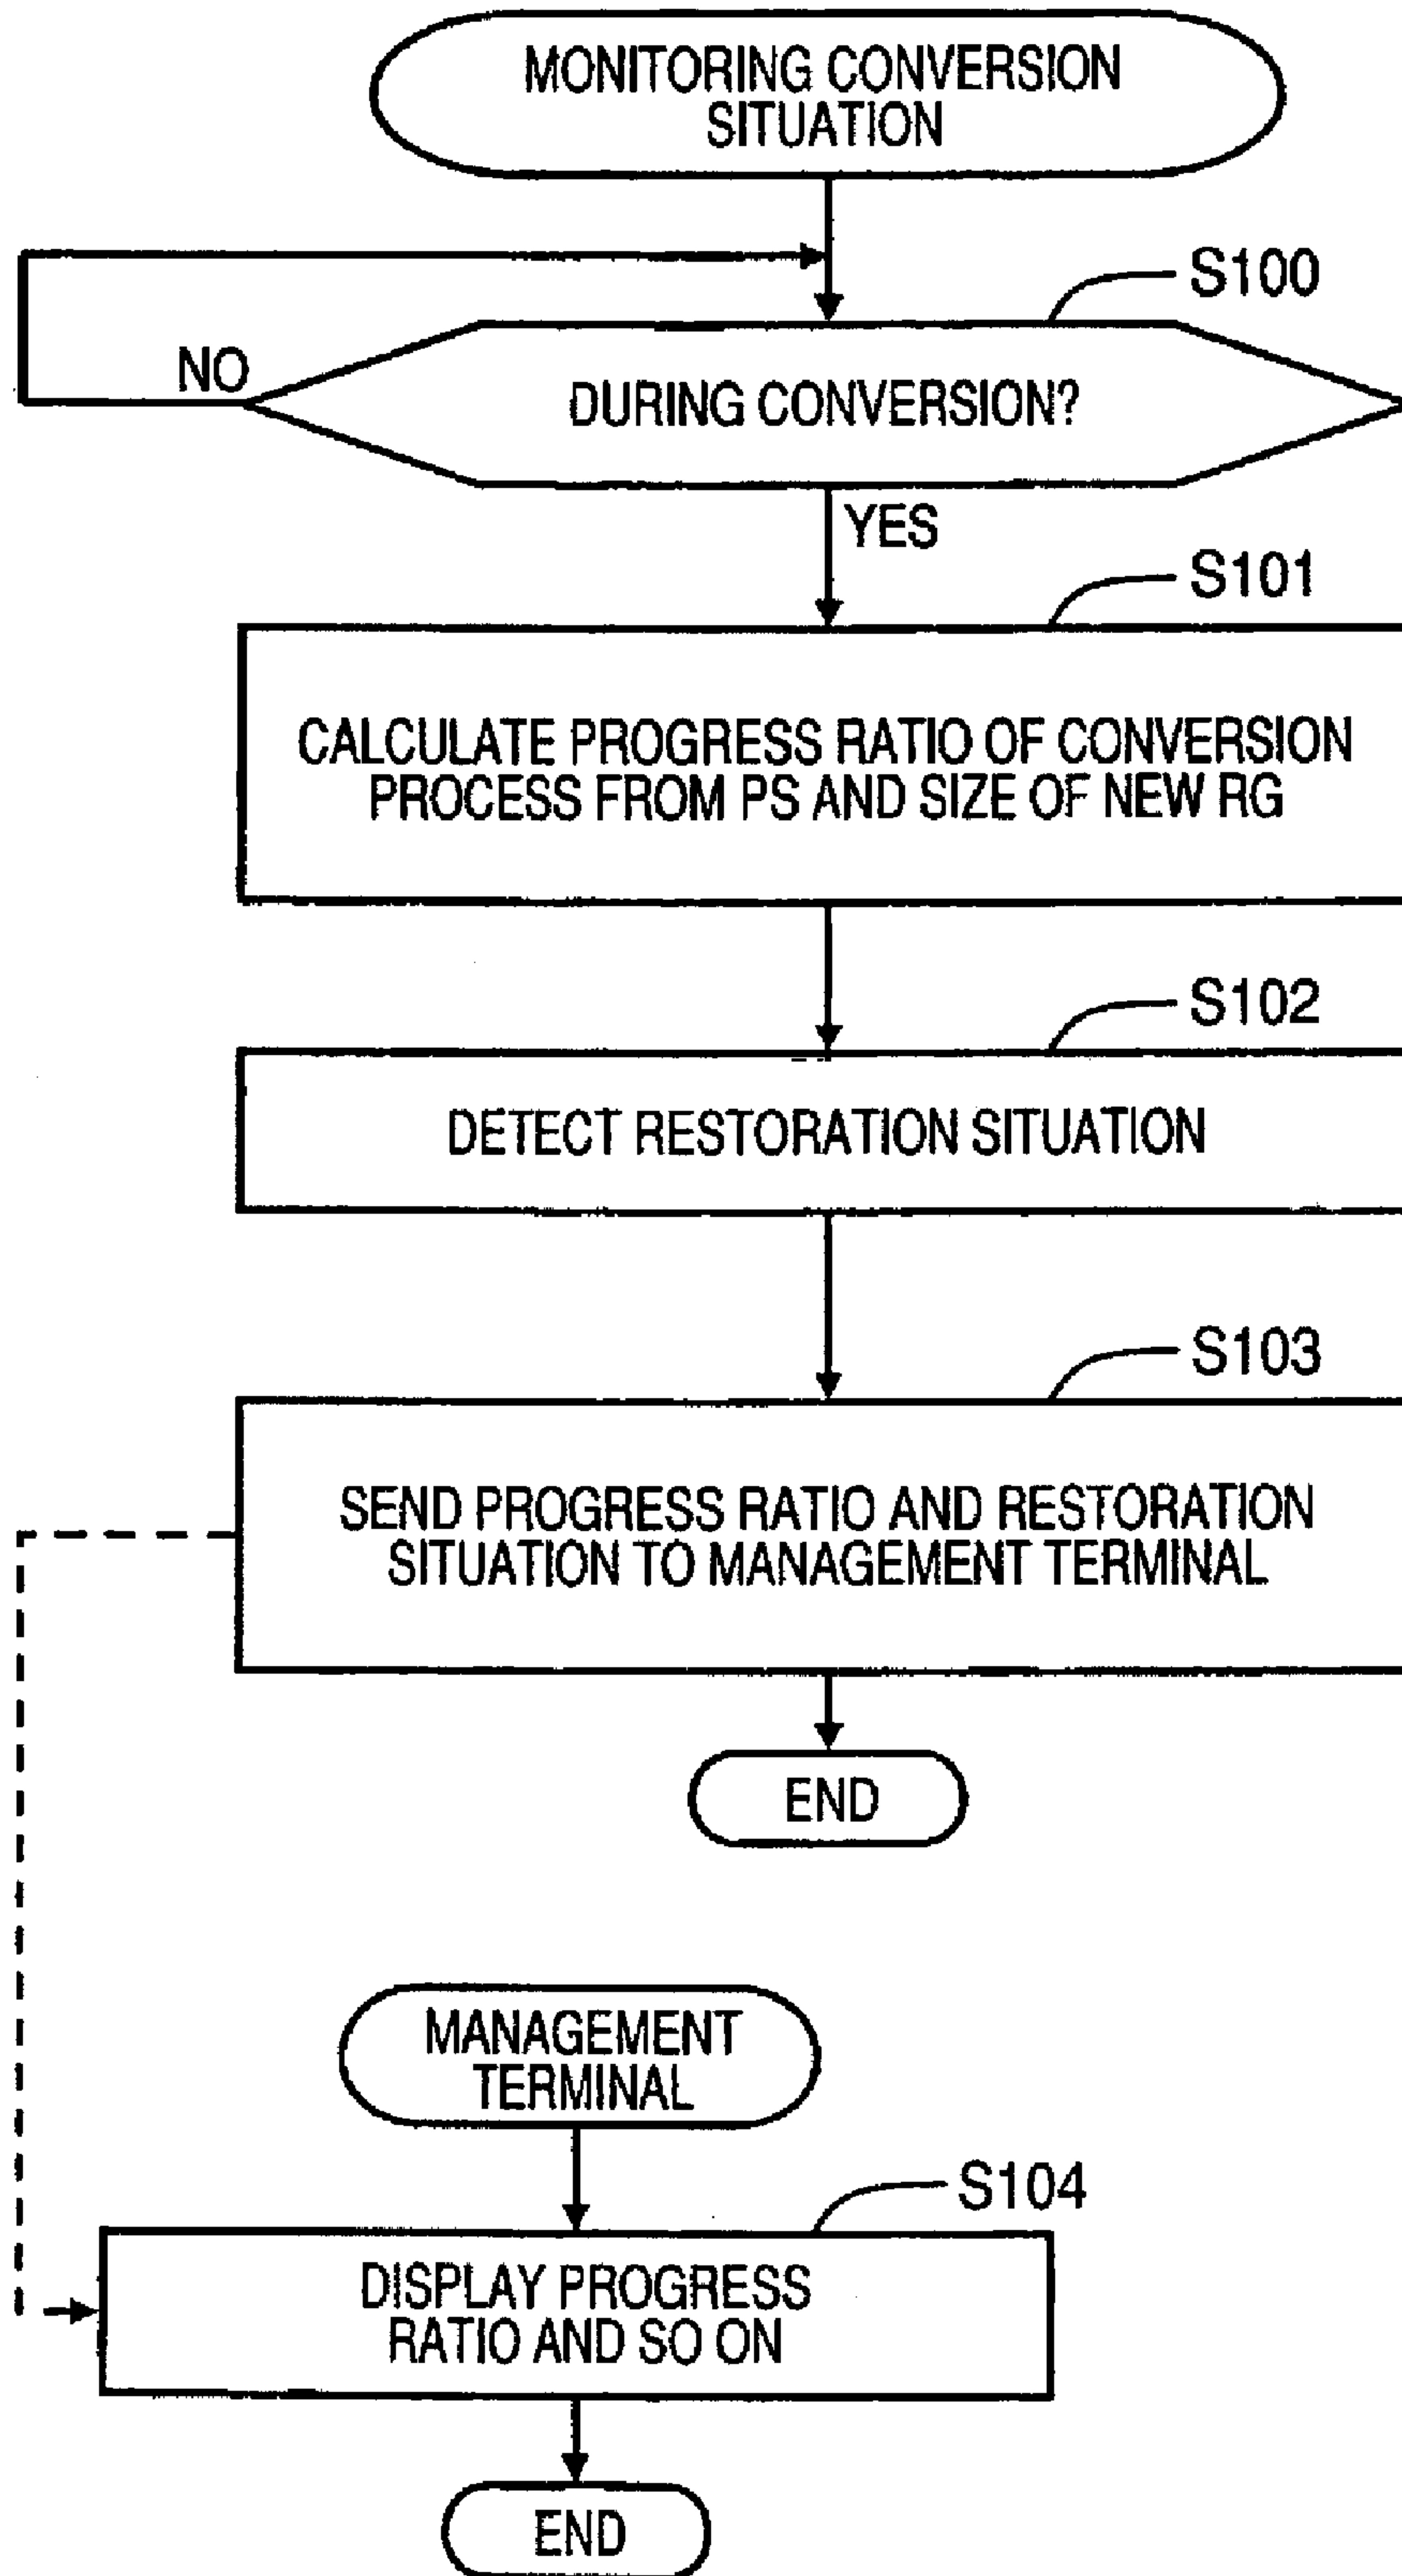 MONITORING CONVERSION
SITUATION
S100
NO
DURING CONVERSION?
YES
S101
CALCULATE PROGRESS RATIO OF CONVERSION
PROCESS FROM PS AND SIZE OF NEW RG
S102
DETECT RESTORATION SITUATION
S103
SEND PROGRESS RATIO AND RESTORATION
SITUATION TO MANAGEMENT TERMINAL
END
MANAGEMENT
TERMINAL
S104
DISPLAY PROGRESS
RATIO AND SO ON
END